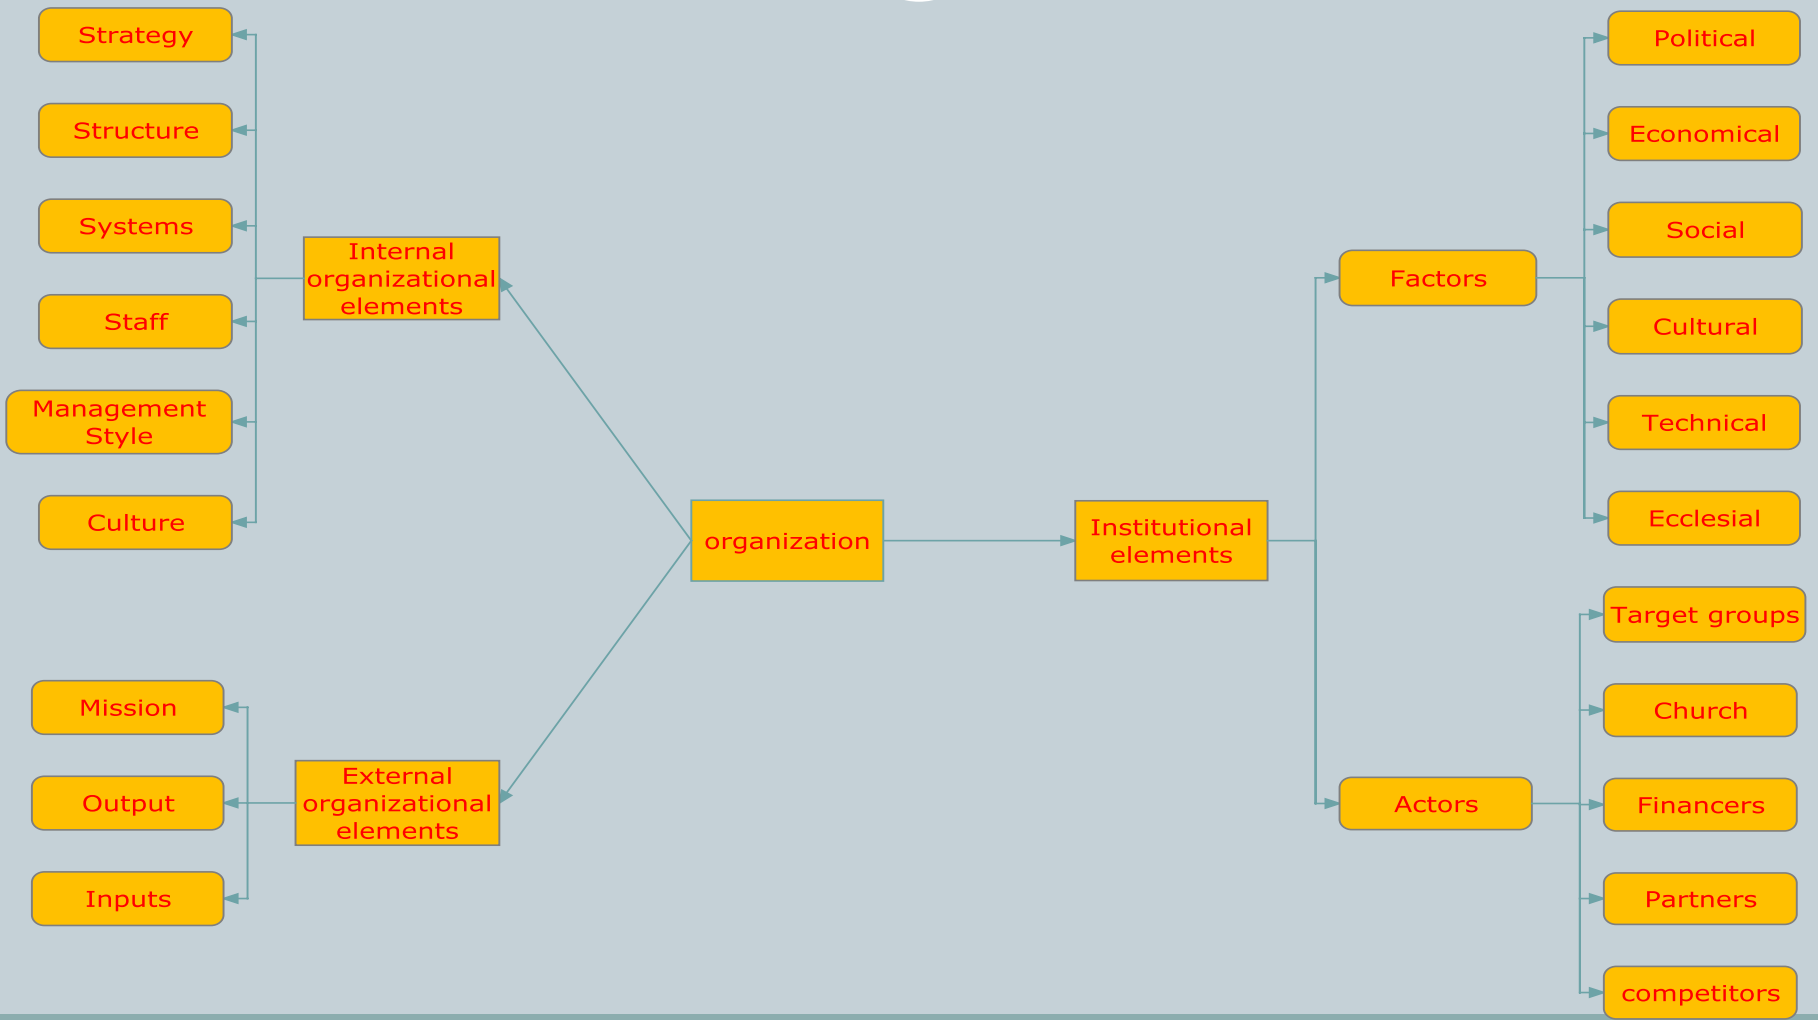 Strategy
Structure
Systems
Staff
Management
Style
Culture
Internal
organizational
elements
Mission
Output
Inputs
External
organizational
elements
organization
Institutional
elements
Factors
Political
Economical
Social
Cultural
Technical
Ecclesial
Actors
Target groups
Church
Financers
Partners
competitors